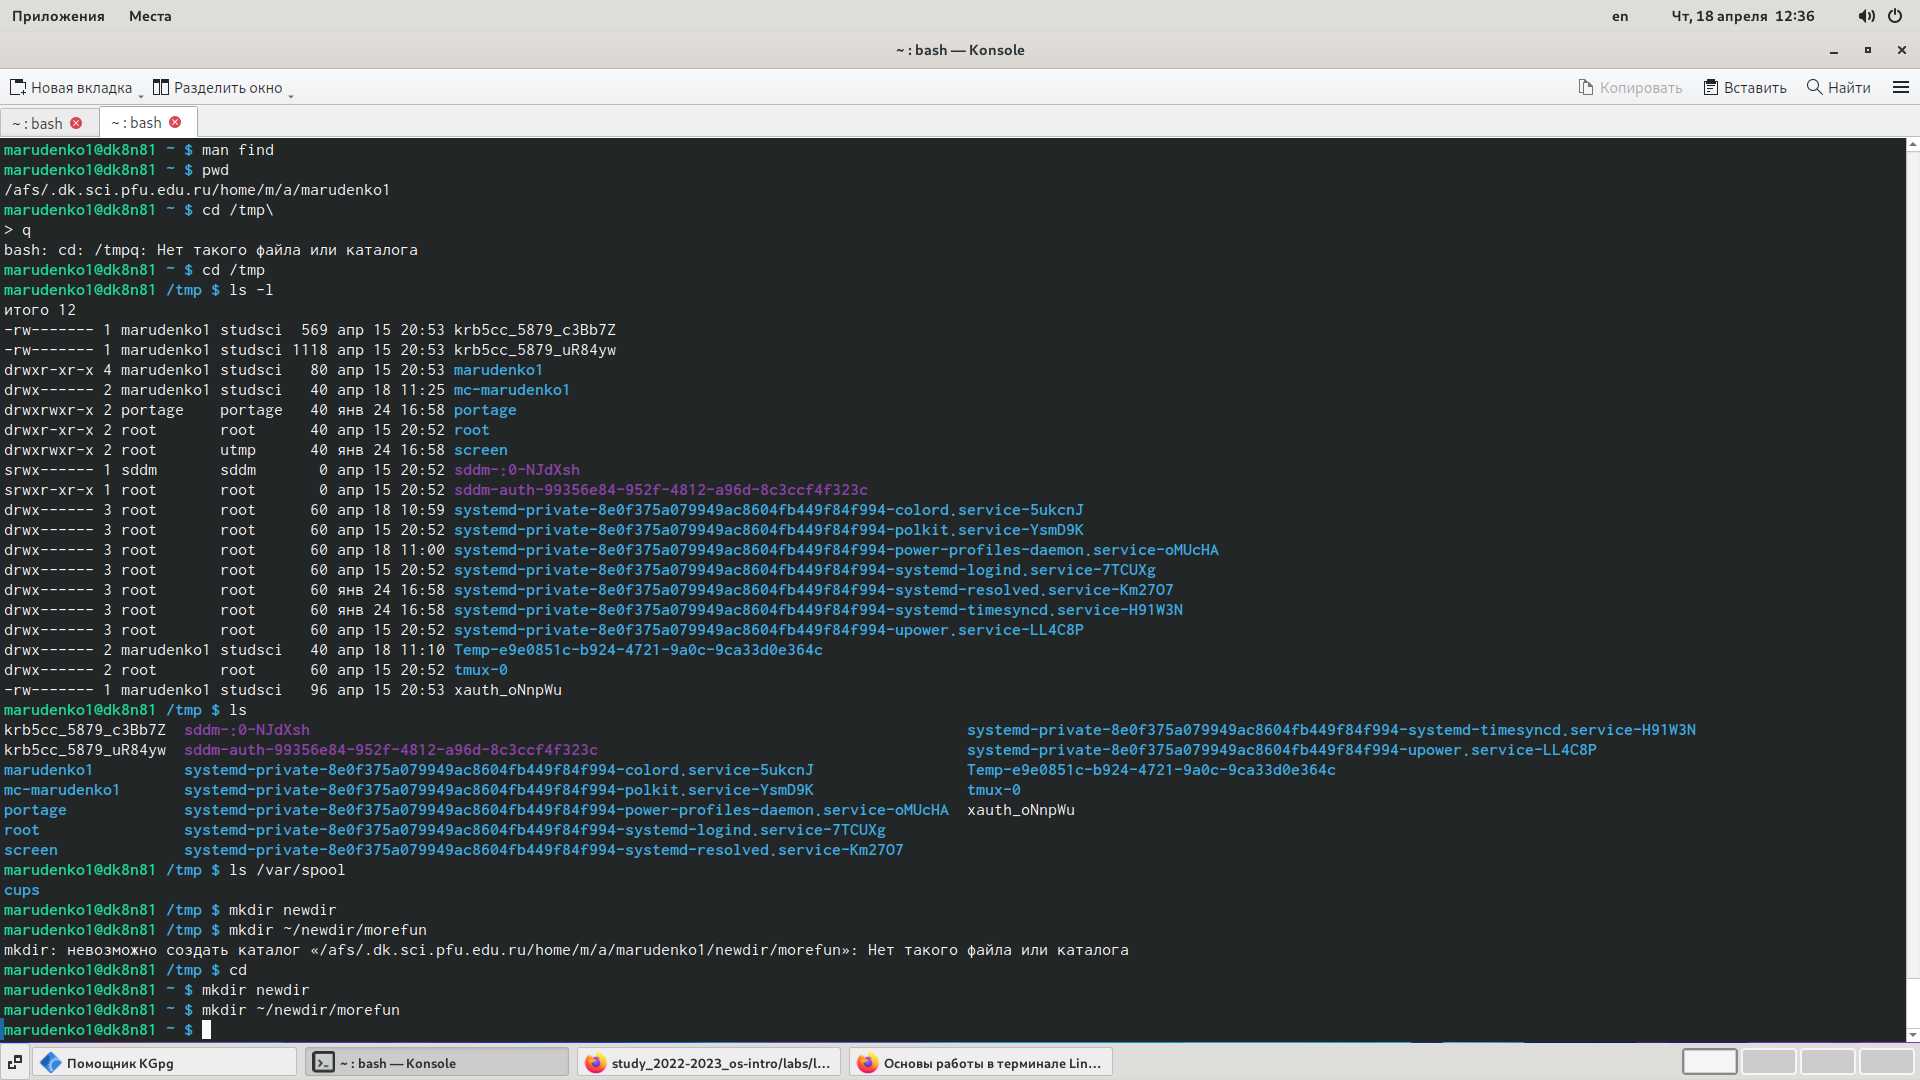 Приложения Места en Чт, 18 апреля 12:36
~ : bash — Konsole
Новая вкладка Разделить окно Копировать Вставить Найти
~ : bash ~ : bash
marudenko1@dk8n81 ~ $ man find
marudenko1@dk8n81 ~ $ pwd
/afs/.dk.sci.pfu.edu.ru/home/m/a/marudenko1
marudenko1@dk8n81 ~ $ cd /tmp\
> q
bash: cd: /tmpq: Нет такого файла или каталога
marudenko1@dk8n81 ~ $ cd /tmp
marudenko1@dk8n81 /tmp $ ls -l
итого 12
-rw------- 1 marudenko1 studsci  569 апр 15 20:53 krb5cc_5879_c3Bb7Z
-rw------- 1 marudenko1 studsci 1118 апр 15 20:53 krb5cc_5879_uR84yw
drwxr-xr-x 4 marudenko1 studsci   80 апр 15 20:53 marudenko1
drwx------ 2 marudenko1 studsci   40 апр 18 11:25 mc-marudenko1
drwxrwxr-x 2 portage    portage   40 янв 24 16:58 portage
drwxr-xr-x 2 root       root      40 апр 15 20:52 root
drwxrwxr-x 2 root       utmp      40 янв 24 16:58 screen
srwx------ 1 sddm       sddm       0 апр 15 20:52 sddm-:0-NJdXsh
srwxr-xr-x 1 root       root       0 апр 15 20:52 sddm-auth-99356e84-952f-4812-a96d-8c3ccf4f323c
drwx------ 3 root       root      60 апр 18 10:59 systemd-private-8e0f375a079949ac8604fb449f84f994-colord.service-5ukcnJ
drwx------ 3 root       root      60 апр 15 20:52 systemd-private-8e0f375a079949ac8604fb449f84f994-polkit.service-YsmD9K
drwx------ 3 root       root      60 апр 18 11:00 systemd-private-8e0f375a079949ac8604fb449f84f994-power-profiles-daemon.service-oMUcHA
drwx------ 3 root       root      60 апр 15 20:52 systemd-private-8e0f375a079949ac8604fb449f84f994-systemd-logind.service-7TCUXg
drwx------ 3 root       root      60 янв 24 16:58 systemd-private-8e0f375a079949ac8604fb449f84f994-systemd-resolved.service-Km27O7
drwx------ 3 root       root      60 янв 24 16:58 systemd-private-8e0f375a079949ac8604fb449f84f994-systemd-timesyncd.service-H91W3N
drwx------ 3 root       root      60 апр 15 20:52 systemd-private-8e0f375a079949ac8604fb449f84f994-upower.service-LL4C8P
drwx------ 2 marudenko1 studsci   40 апр 18 11:10 Temp-e9e0851c-b924-4721-9a0c-9ca33d0e364c
drwx------ 2 root       root      60 апр 15 20:52 tmux-0
-rw------- 1 marudenko1 studsci   96 апр 15 20:53 xauth_oNnpWu
marudenko1@dk8n81 /tmp $ ls
krb5cc_5879_c3Bb7Z  sddm-:0-NJdXsh  systemd-private-8e0f375a079949ac8604fb449f84f994-systemd-timesyncd.service-H91W3N
krb5cc_5879_uR84yw  sddm-auth-99356e84-952f-4812-a96d-8c3ccf4f323c  systemd-private-8e0f375a079949ac8604fb449f84f994-upower.service-LL4C8P
marudenko1  systemd-private-8e0f375a079949ac8604fb449f84f994-colord.service-5ukcnJ  Temp-e9e0851c-b924-4721-9a0c-9ca33d0e364c
mc-marudenko1  systemd-private-8e0f375a079949ac8604fb449f84f994-polkit.service-YsmD9K  tmux-0
portage  systemd-private-8e0f375a079949ac8604fb449f84f994-power-profiles-daemon.service-oMUcHA  xauth_oNnpWu
root  systemd-private-8e0f375a079949ac8604fb449f84f994-systemd-logind.service-7TCUXg
screen  systemd-private-8e0f375a079949ac8604fb449f84f994-systemd-resolved.service-Km27O7
marudenko1@dk8n81 /tmp $ ls /var/spool
cups
marudenko1@dk8n81 /tmp $ mkdir newdir
marudenko1@dk8n81 /tmp $ mkdir ~/newdir/morefun
mkdir: невозможно создать каталог «/afs/.dk.sci.pfu.edu.ru/home/m/a/marudenko1/newdir/morefun»: Нет такого файла или каталога
marudenko1@dk8n81 /tmp $ cd
marudenko1@dk8n81 ~ $ mkdir newdir
marudenko1@dk8n81 ~ $ mkdir ~/newdir/morefun
marudenko1@dk8n81 ~ $
Помощник KGpg ~ : bash — Konsole study_2022-2023_os-intro/labs/l... Основы работы в терминале Lin...